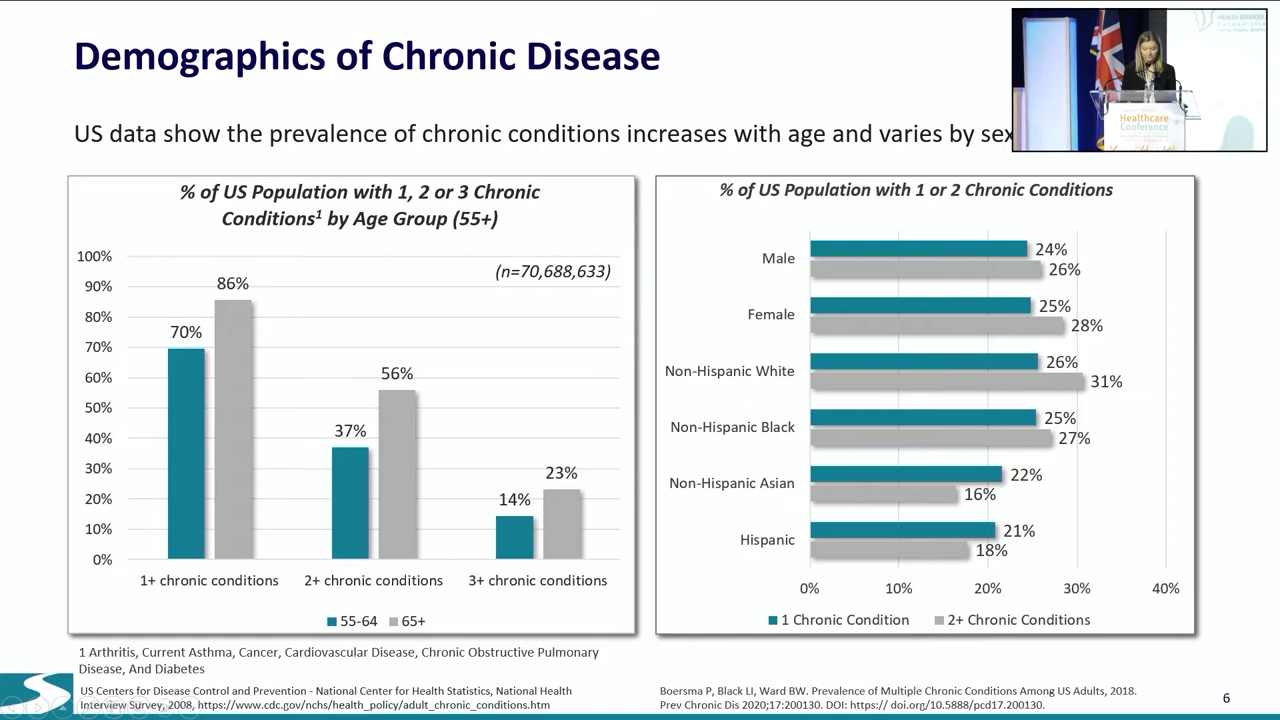 Demographics of Chronic Disease
US data show the prevalence of chronic conditions increases with age and varies by sex
Healthcare
Conference
% of US Population with 1, 2 or 3 Chronic
Conditions1 by Age Group (55+)
(n=70,688,633)
100%
90%
80%
70%
60%
50%
40%
30%
20%
10%
0%
70%
86%
37%
56%
14%
23%
1+ chronic conditions
2+ chronic conditions
3+ chronic conditions
55-64
65+
% of US Population with 1 or 2 Chronic Conditions
Male
24%
26%
Female
25%
28%
Non-Hispanic White
26%
31%
Non-Hispanic Black
25%
27%
Non-Hispanic Asian
22%
16%
Hispanic
21%
18%
0%
10%
20%
30%
40%
1 Chronic Condition
2+ Chronic Conditions
1 Arthritis, Current Asthma, Cancer, Cardiovascular Disease, Chronic Obstructive Pulmonary
Disease, And Diabetes
US Centers for Disease Control and Prevention - National Center for Health Statistics, National Health
Interview Survey, 2008, https://www.cdc.gov/nchs/health_policy/adult_chronic_conditions.htm
Boersma P, Black LI, Ward BW. Prevalence of Multiple Chronic Conditions Among US Adults, 2018.
Prev Chronic Dis 2020;17:200130. DOI: https:// doi.org/10.5888/pcd17.200130.
6